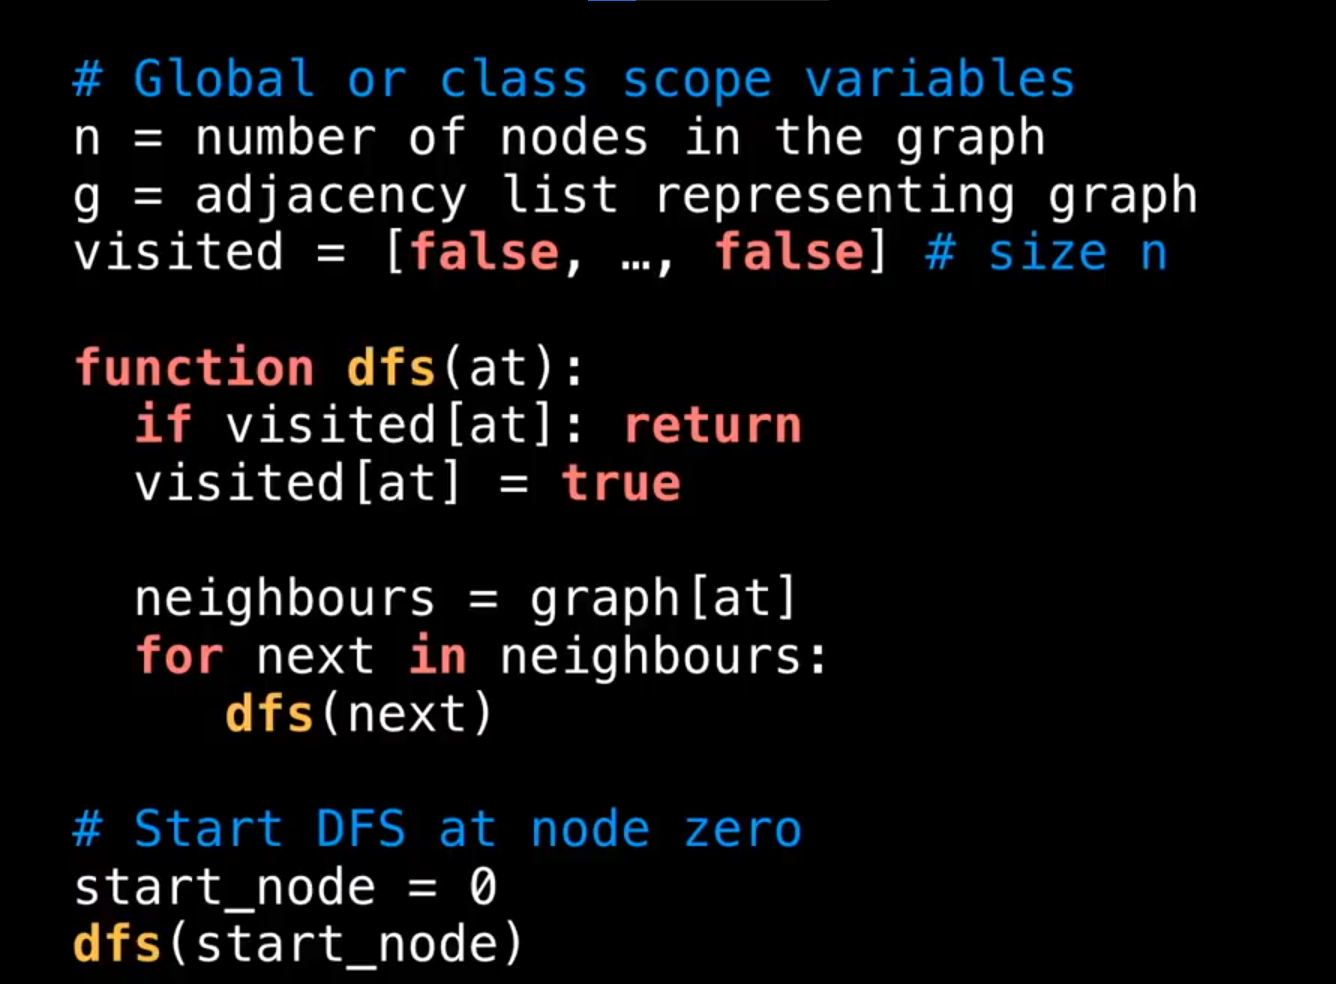 # Global or class scope variables
n = number of nodes in the graph
g = adjacency list representing graph
visited = [false, …, false] # size n
function dfs(at):
if visited[at]: return
visited[at] = true
neighbours = graph[at]
for next in neighbours:
dfs(next)
# Start DFS at node zero
start_node = 0
dfs(start_node)